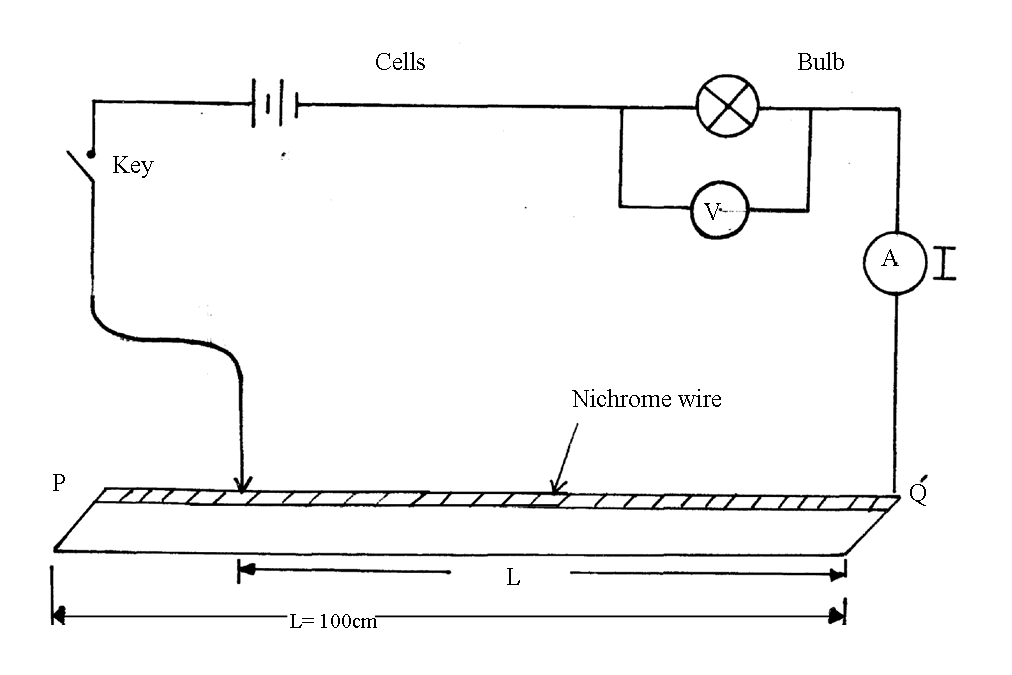 Cells
Bulb
Key
V
A I
Nichrome wire
P
Q
L
L= 100cm